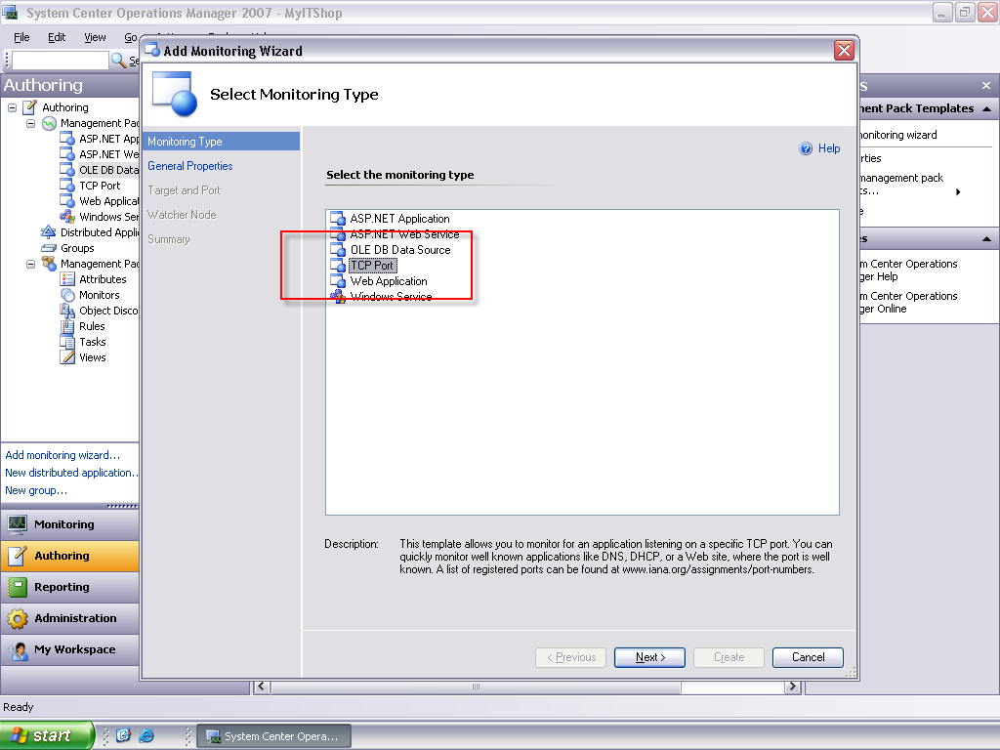 System Center Operations Manager 2007 - MyITShop
File Edit View Go
Add Monitoring Wizard
Select Monitoring Type
Authoring
Authoring
Management Pac
ASP.NET App
ASP.NET We
OLE DB Data
TCP Port
Web Applica
Windows Ser
Distributed Appli
Groups
Management Pac
Attributes
Monitors
Object Disco
Rules
Tasks
Views
Add monitoring wizard...
New distributed application..
New group...
Monitoring
Authoring
Reporting
Administration
My Workspace
Monitoring Type
General Properties
Target and Port
Watcher Node
Summary
Help
Select the monitoring type
ASP.NET Application
ASP.NET Web Service
OLE DB Data Source
TCP Port
Web Application
Windows Service
Description: This template allows you to monitor for an application listening on a specific TCP port. You can
quickly monitor well known applications like DNS, DHCP, or a Web site, where the port is well
known. A list of registered ports can be found at www.iana.org/assignments/port-numbers.
< Previous Next > Create Cancel
s
ment Pack Templates
onitoring wizard
rties
management pack
s...
e
es
m Center Operations
ger Help
m Center Operations
ger Online
Ready
start System Center Opera...